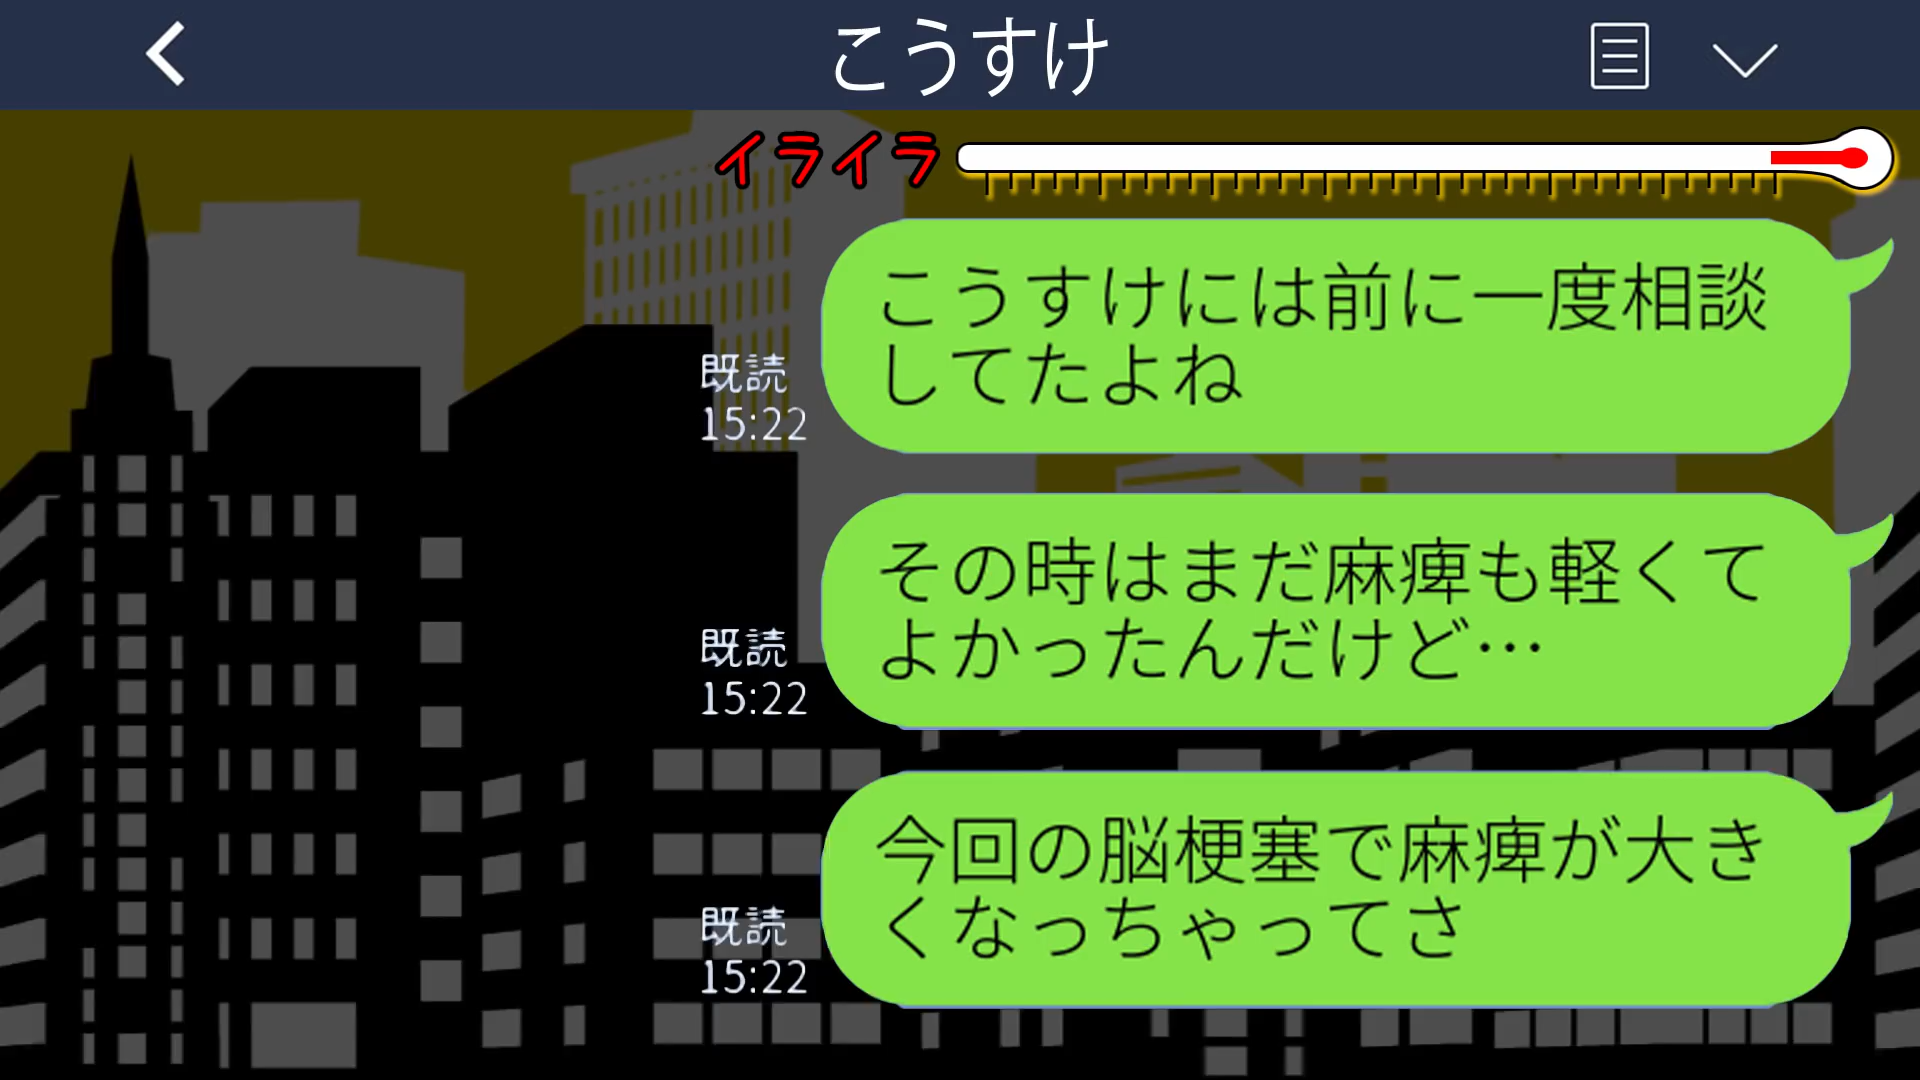 こうすけ
イライラ
こうすけには前に一度相談
してたよね
既読
15:22
その時はまだ麻痺も軽くて
よかったんだけど…
既読
15:22
今回の脳梗塞で麻痺が大き
くなっちゃってさ
既読
15:22